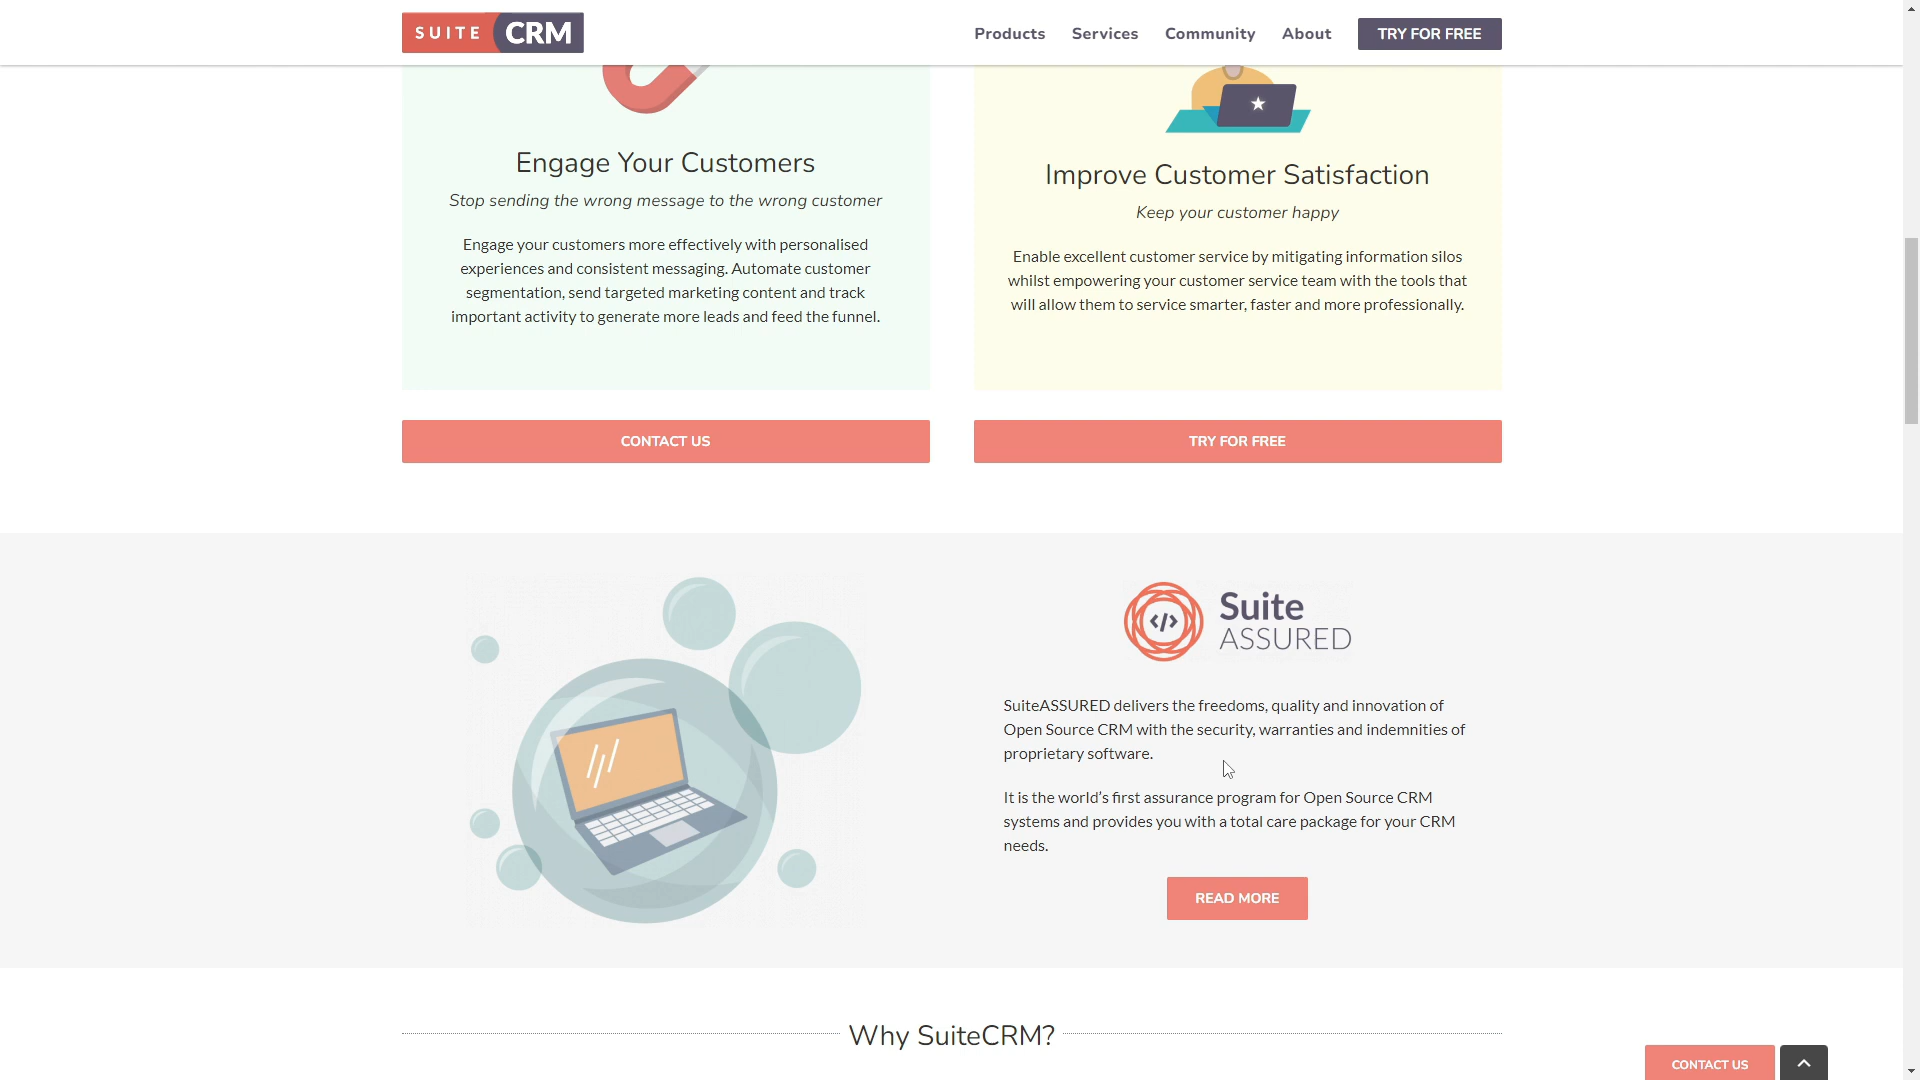 SUITE CRM
Products Services Community About TRY FOR FREE
Engage Your Customers
Stop sending the wrong message to the wrong customer
Engage your customers more effectively with personalised
experiences and consistent messaging. Automate customer
segmentation, send targeted marketing content and track
important activity to generate more leads and feed the funnel.
CONTACT US
Improve Customer Satisfaction
Keep your customer happy
Enable excellent customer service by mitigating information silos
whilst empowering your customer service team with the tools that
will allow them to service smarter, faster and more professionally.
TRY FOR FREE
</> Suite
ASSURED
SuiteASSURED delivers the freedoms, quality and innovation of
Open Source CRM with the security, warranties and indemnities of
proprietary software.
It is the world’s first assurance program for Open Source CRM
systems and provides you with a total care package for your CRM
needs.
READ MORE
Why SuiteCRM?
CONTACT US